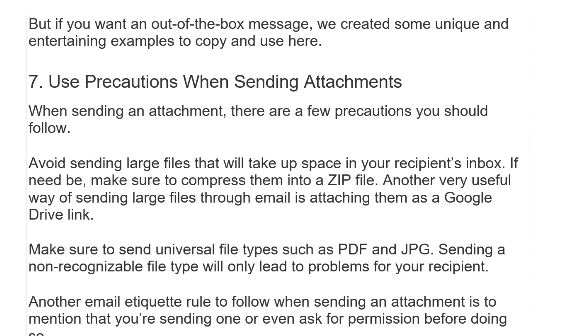 But if you want an out-of-the-box message, we created some unique and
entertaining examples to copy and use here.
7. Use Precautions When Sending Attachments
When sending an attachment, there are a few precautions you should
follow.
Avoid sending large files that will take up space in your recipient's inbox. If
need be, make sure to compress them into a ZIP file. Another very useful
way of sending large files through email is attaching them as a Google
Drive link.
Make sure to send universal file types such as PDF and JPG. Sending a
non-recognizable file type will only lead to problems for your recipient.
Another email etiquette rule to follow when sending an attachment is to
mention that you're sending one or even ask for permission before doing